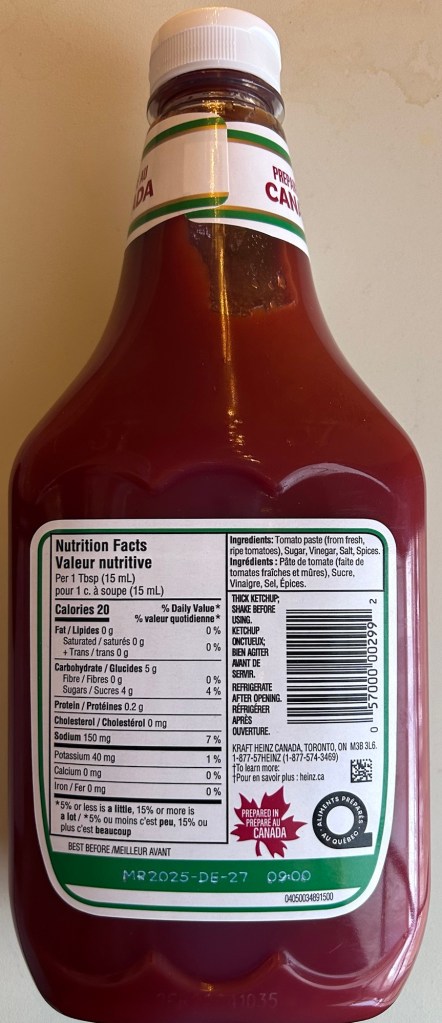 AU
DA
PREPA
CANA
Nutrition Facts
Valeur nutritive
Per 1 Tbsp (15 mL)
pour 1 c. à soupe (15 mL)
Calories 20
% Daily Value*
% valeur quotidienne*
Fat / Lipides 0 g 0 %
Saturated / saturés 0 g
+ Trans / trans 0 g 0 %
Carbohydrate / Glucides 5 g
Fibre / Fibres 0 g 0 %
Sugars / Sucres 4 g 4 %
Protein / Protéines 0.2 g
Cholesterol / Cholestérol 0 mg
Sodium 150 mg 7 %
Potassium 40 mg 1 %
Calcium 0 mg 0 %
Iron / Fer 0 mg 0 %
*5% or less is a little, 15% or more is
a lot / *5% ou moins c'est peu, 15% ou
plus c'est beaucoup
Ingredients: Tomato paste (from fresh,
ripe tomatoes), Sugar, Vinegar, Salt, Spices.
Ingrédients : Pâte de tomate (faite de
tomates fraîches et mûres), Sucre,
Vinaigre, Sel, Épices.
THICK KETCHUP;
SHAKE BEFORE
USING.
KETCHUP
ONCTUEUX;
BIEN AGITER
AVANT DE
SERVIR.
REFRIGERATE
AFTER OPENING.
RÉFRIGÉRER
APRÈS
OUVERTURE.
0 57000 00299 2
KRAFT HEINZ CANADA, TORONTO, ON M3B 3L6.
1-877-57HEINZ (1-877-574-3469)
†To learn more:
†Pour en savoir plus : heinz.ca
PREPARED IN
PRÉPARÉ AU
CANADA
ALIMENTS PRÉPARÉS
AU QUÉBEC
BEST BEFORE /MEILLEUR AVANT
MR2025-DE-27 09:00
04050034891500